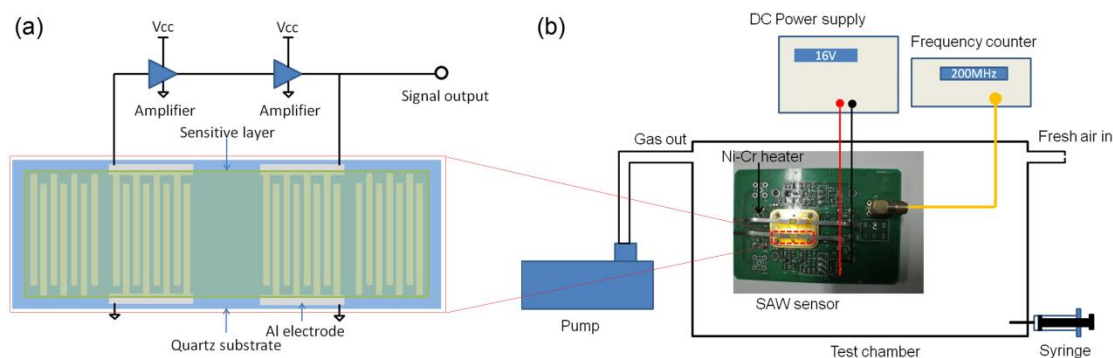 (a)
Vcc
Vcc
Amplifier
Amplifier
Signal output
Sensitive layer
Al electrode
Quartz substrate
(b)
DC Power supply
16V
Frequency counter
200MHz
Gas out
Fresh air in
Ni-Cr heater
SAW sensor
Pump
Test chamber
Syringe